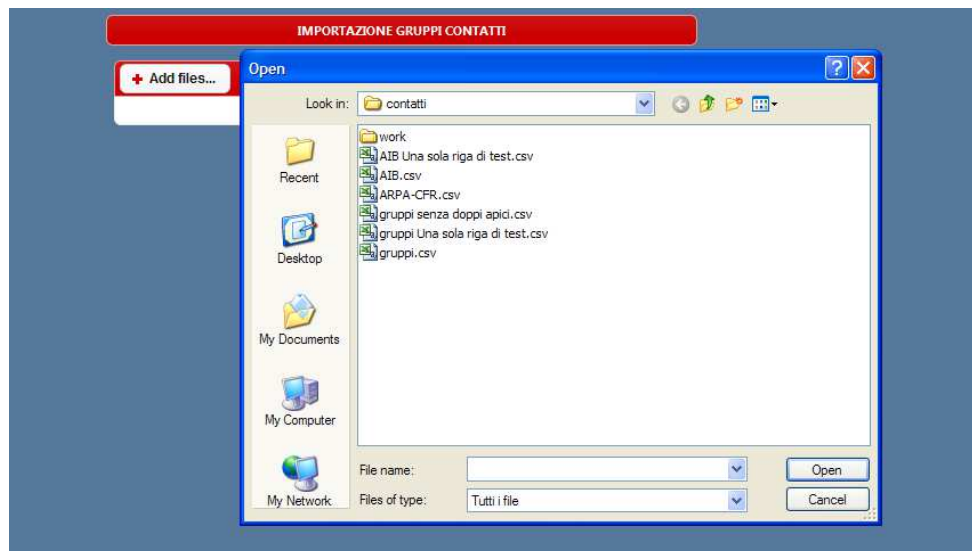 IMPORTAZIONE GRUPPI CONTATTI
+ Add files...
Open
Look in: contatti
work
AIB Una sola riga di test.csv
AIB.csv
ARPA-CFR.csv
gruppi senza doppi apici.csv
gruppi Una sola riga di test.csv
gruppi.csv
Recent
Desktop
My Documents
My Computer
My Network
File name:
Open
Files of type: Tutti i file
Cancel